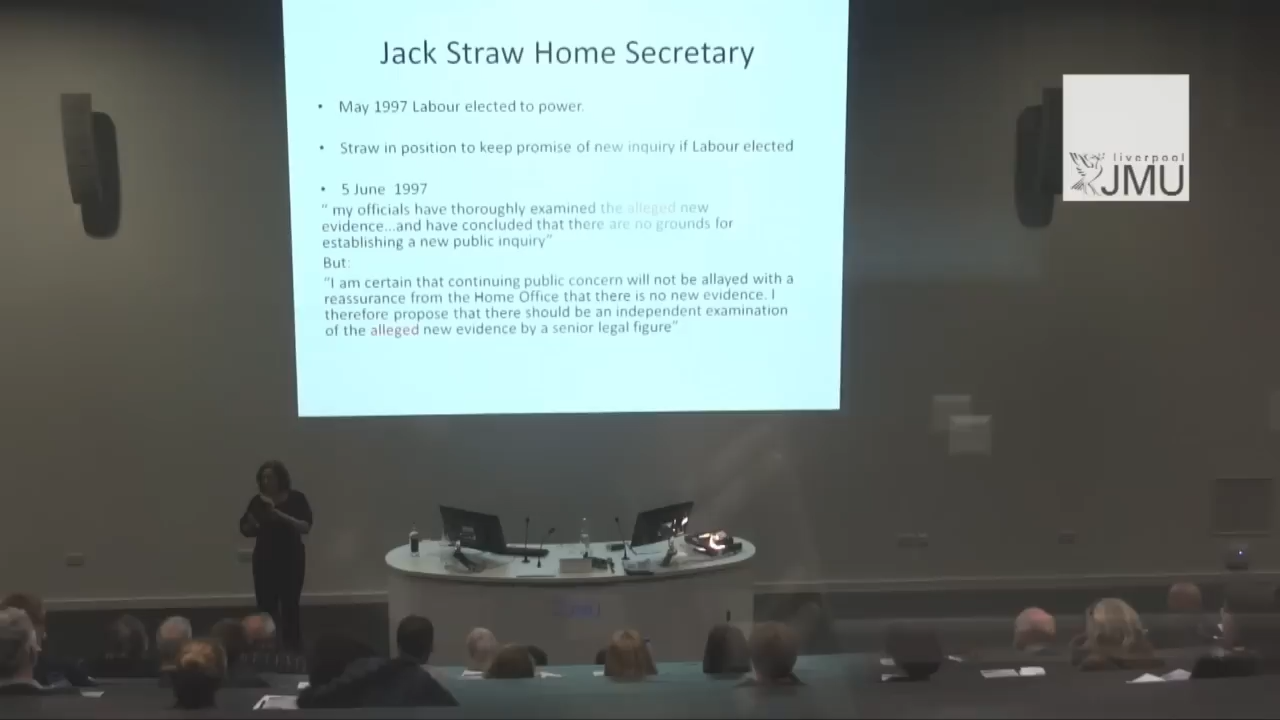 Jack Straw Home Secretary
• May 1997 Labour elected to power.
• Straw in position to keep promise of new inquiry if Labour elected
• 5 June 1997
" my officials have thoroughly examined the alleged new
evidence...and have concluded that there are no grounds for
establishing a new public inquiry"
But:
"I am certain that continuing public concern will not be allayed with a
reassurance from the Home Office that there is no new evidence. I
therefore propose that there should be an independent examination
of the alleged new evidence by a senior legal figure"
liverpool
JMU